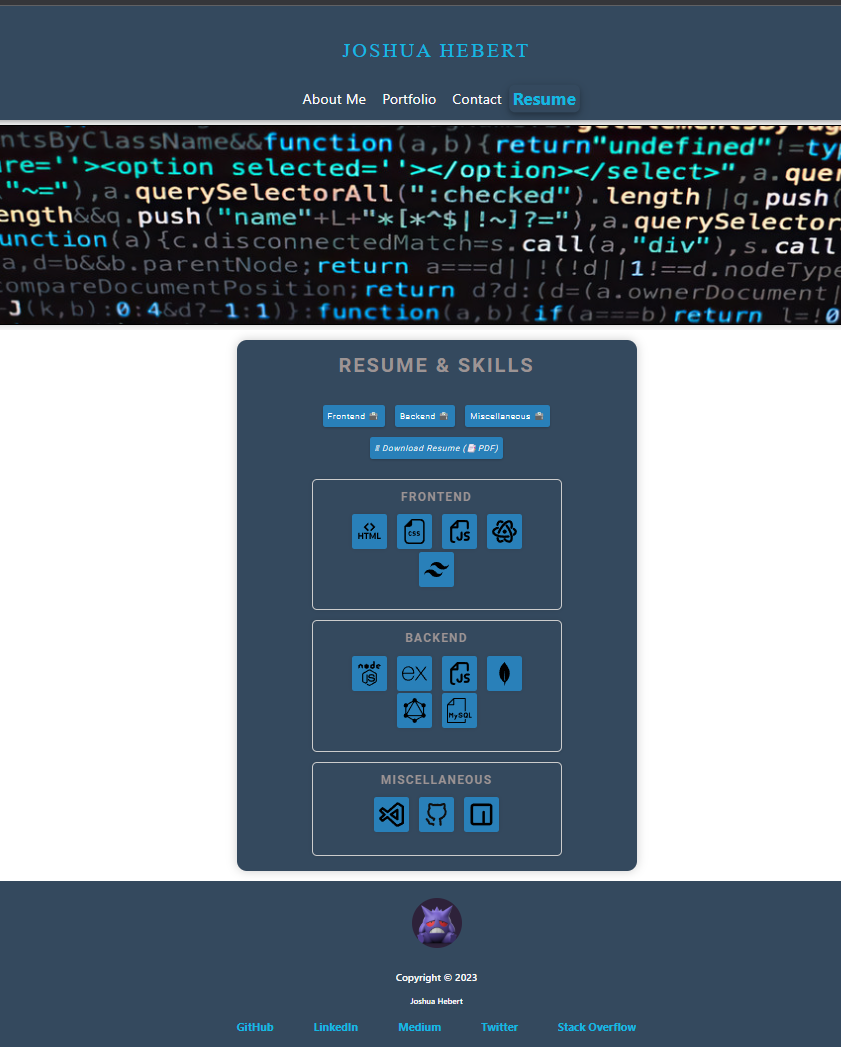 JOSHUA HEBERT
About Me Portfolio Contact Resume
ntsByClassName&&function(a,b){return"undefined"!=typ
re=''><option selected=''></option></select>",a.quer
"~="),a.querySelectorAll(":checked").length||q.push(
ength&&q.push("name"+L+"*[*^$|!~]?="),a.querySelector
unction(a){c.disconnectedMatch=s.call(a,"div"),s.call
a,d=b&&b.parentNode;return a===d||!(!d||1!==d.nodeType
compareDocumentPosition;return d?d:(d=(a.ownerDocument|
J(k,b):0:4&d?-1:1)}:function(a,b){if(a===b)return l=!0
RESUME & SKILLS
Frontend Backend Miscellaneous
Download Resume (PDF)
FRONTEND
HTML CSS JS
BACKEND
node JS ex JS
MySQL
MISCELLANEOUS
Copyright © 2023
Joshua Hebert
GitHub LinkedIn Medium Twitter Stack Overflow